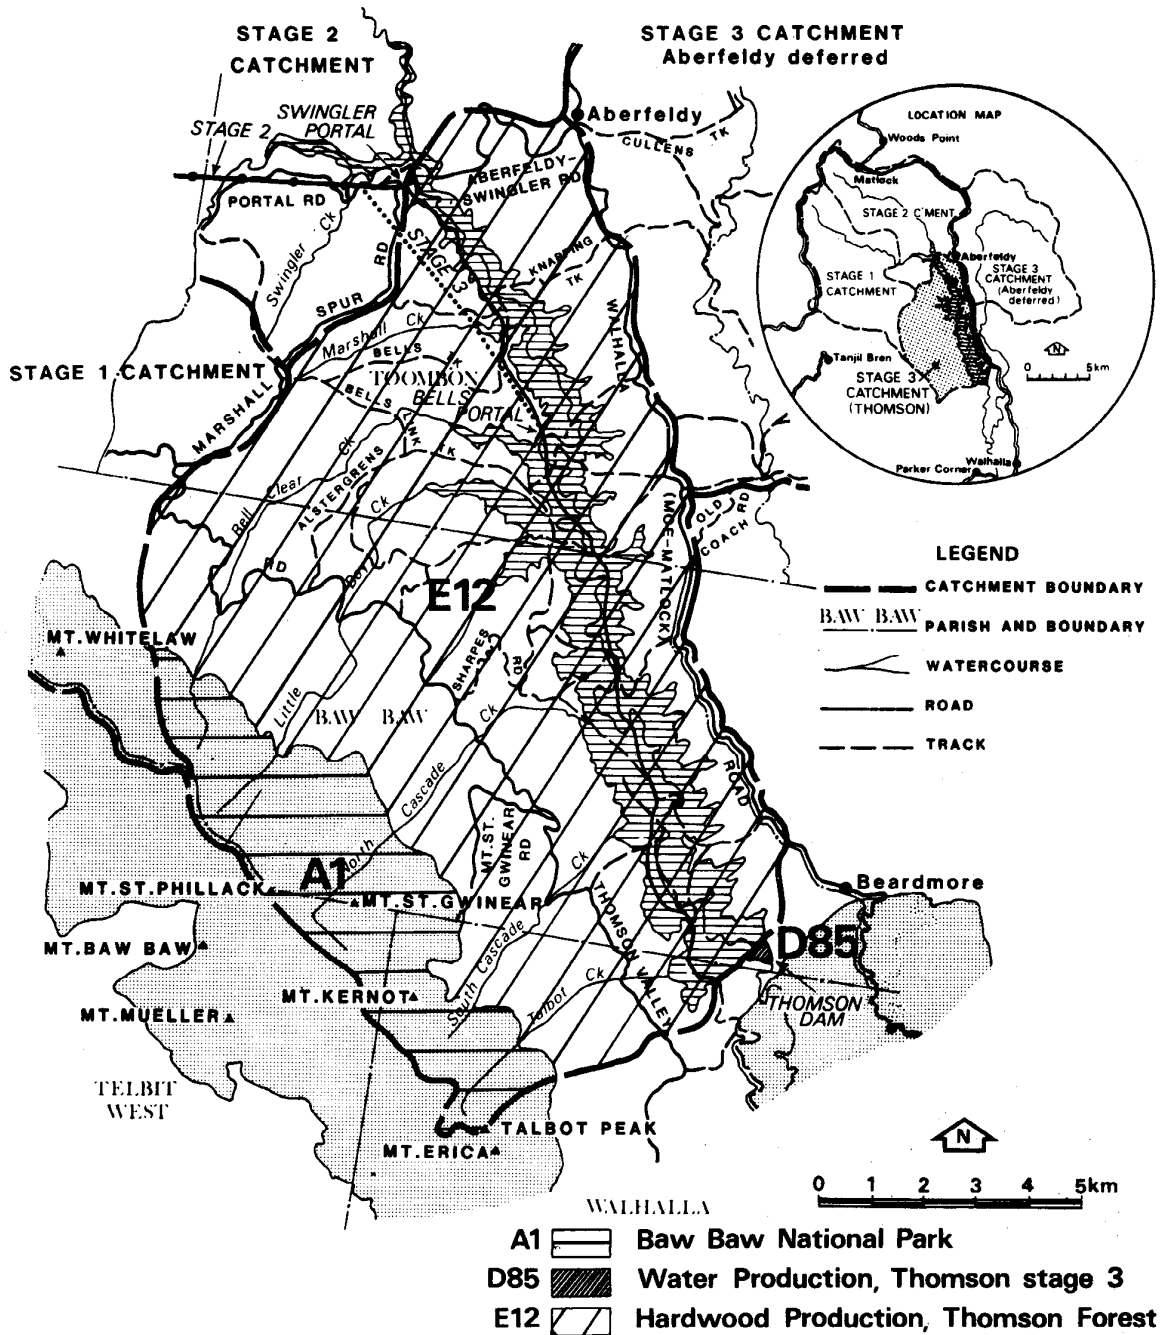 STAGE 2
CATCHMENT
STAGE 3 CATCHMENT
Aberfeldy deferred
SWINGLER
PORTAL
STAGE 2
Aberfeldy
CULLENS TK
ABERFELDY-
SWINGLER RD
PORTAL RD
Swingler Ck
STAGE 3
KNAPPING
TK
SPUR
RD
MARSHALL
Marshall Ck
BELLS TK
TOOMBON
BELLS
PORTAL
BELLS
TK
STAGE 1 CATCHMENT
WALHALLA
LOCATION MAP
Woods Point
Matlock
STAGE 2 C'MENT
Aberfeldy
STAGE 1
CATCHMENT
STAGE 3
CATCHMENT
(Aberfeldy
deferred)
Tanjil Bren
N
0 5km
STAGE 3
CATCHMENT
(THOMSON)
Walhalla
Parker Corner
Bell Clear Ck
ALSTERGRENS
Ck
RD
(MOE-MATLOCK)
OLD
COACH
RD
E12
SHARPES
RD
LEGEND
CATCHMENT BOUNDARY
BAW BAW PARISH AND BOUNDARY
WATERCOURSE
ROAD
TRACK
MT.WHITELAW
Little
BAW BAW
Ck
North Cascade
ROAD
MT.ST.
GWINEAR
RD
Ck
A1
MT.ST.PHILLACK
MT.ST.GWINEAR
Beardmore
MT.BAW BAW
THOMSON VALLEY
D85
THOMSON
DAM
South Cascade
Talbot Ck
MT.KERNOT
MT.MUELLER
TELBIT
WEST
TALBOT PEAK
MT.ERICA
N
0 1 2 3 4 5km
WALHALLA
A1 Baw Baw National Park
D85 Water Production, Thomson stage 3
E12 Hardwood Production, Thomson Forest